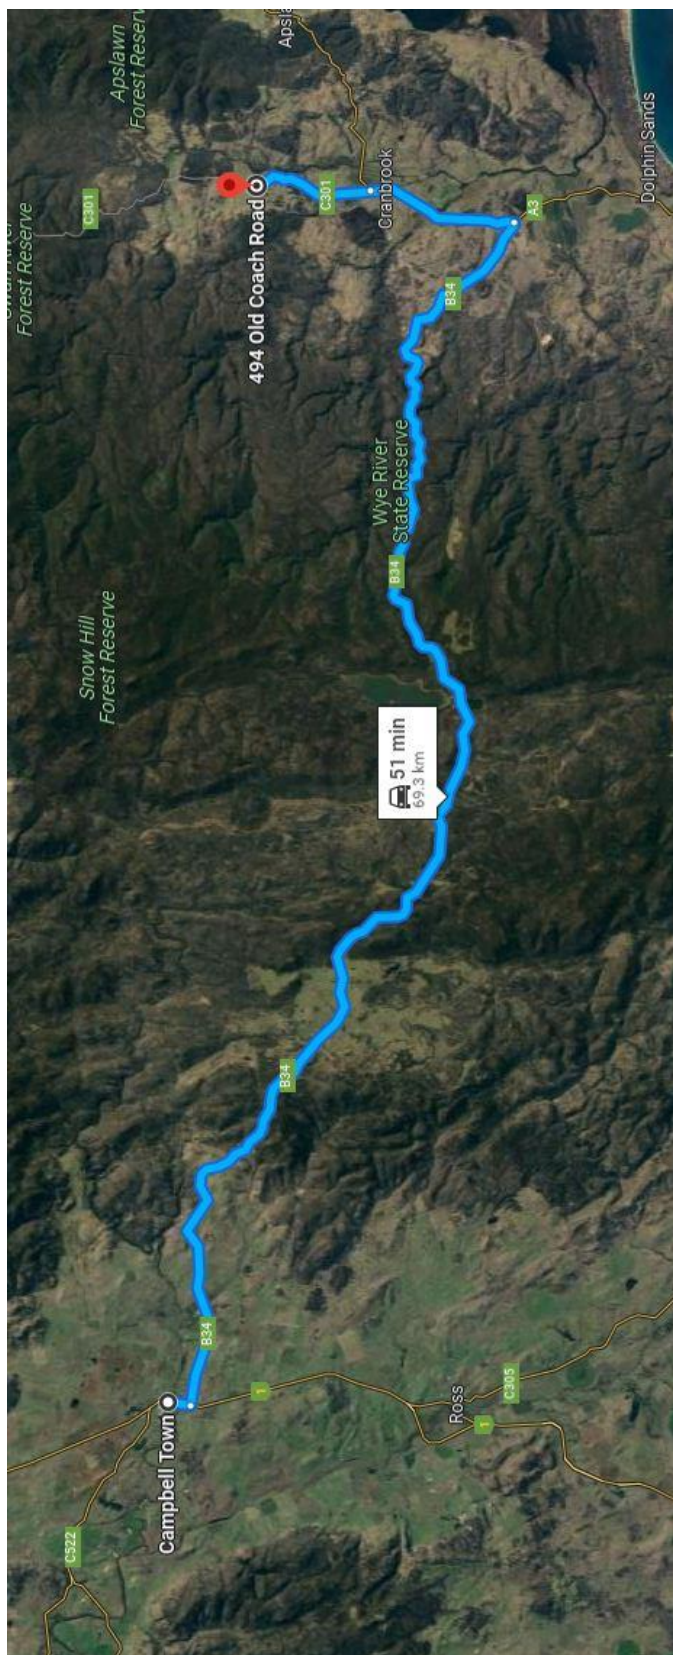 Forest Reserve
C522
Snow Hill
Forest Reserve
C301
Apslawn
Forest Reserv
Campbell Town
B34
1
B34
494 Old Coach Road
Apsla
C301
51 min
69.3 km
B34
Wye River
State Reserve
Cranbrook
B34
Ross
1
C305
A3
Dolphin Sands